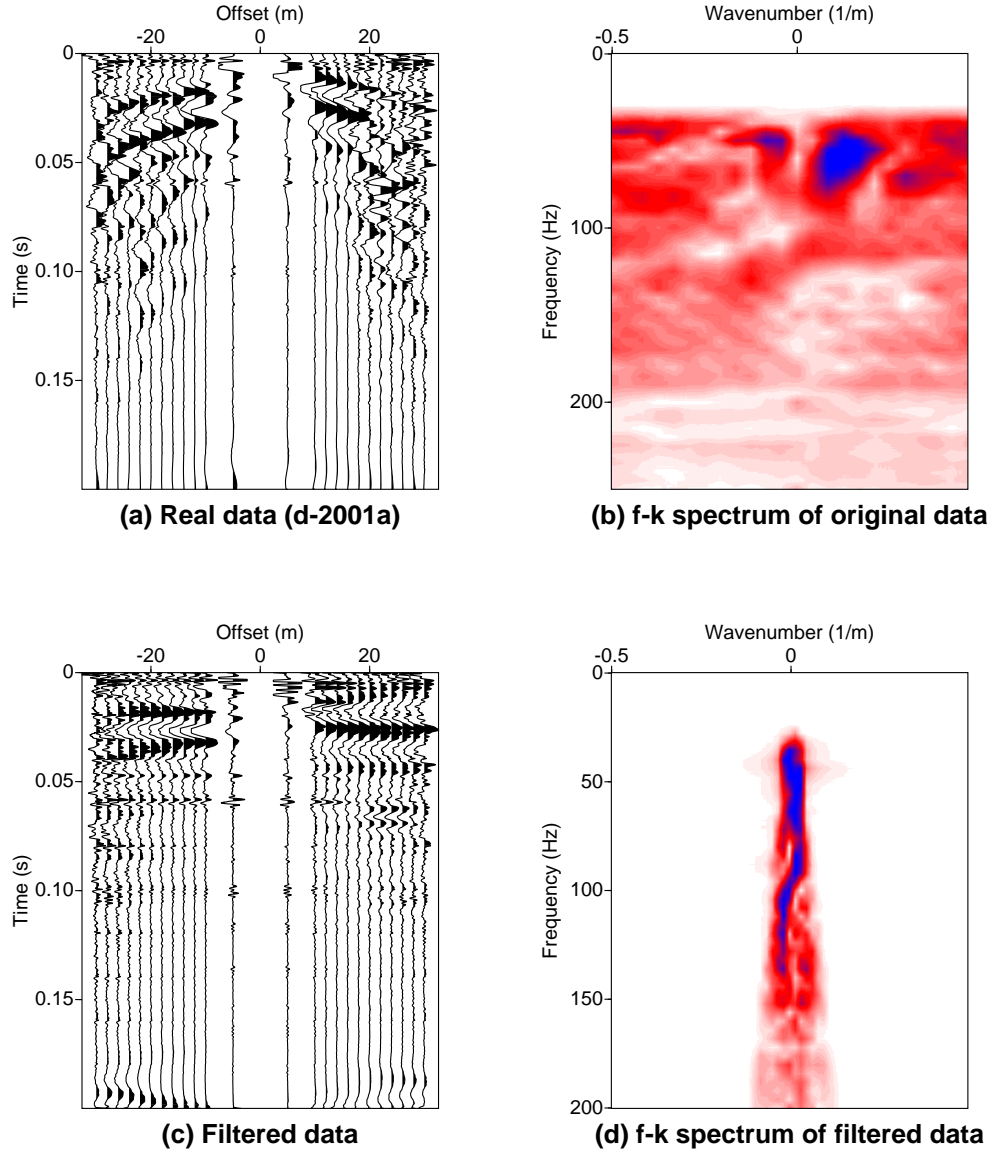 Offset (m)
-20 0 20
0
0.05
0.10
0.15
Time (s)
(a) Real data (d-2001a)
Wavenumber (1/m)
-0.5 0
0
100
200
Frequency (Hz)
(b) f-k spectrum of original data
Offset (m)
-20 0 20
0
0.05
0.10
0.15
Time (s)
(c) Filtered data
Wavenumber (1/m)
-0.5 0
0
50
100
150
200
Frequency (Hz)
(d) f-k spectrum of filtered data